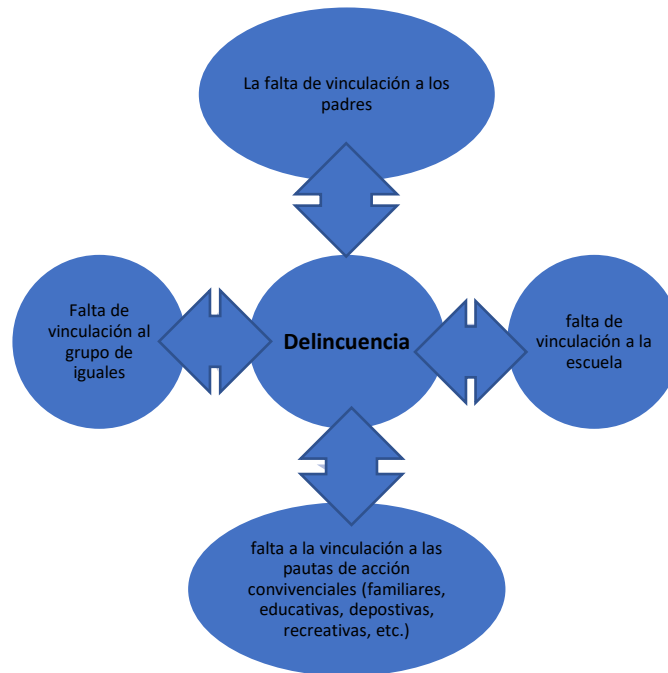 La falta de vinculación a los
padres
Falta de
vinculación al
grupo de
iguales
Delincuencia
falta de
vinculación a la
escuela
falta a la vinculación a las
pautas de acción
convivenciales (familiares,
educativas, depostivas,
recreativas, etc.)